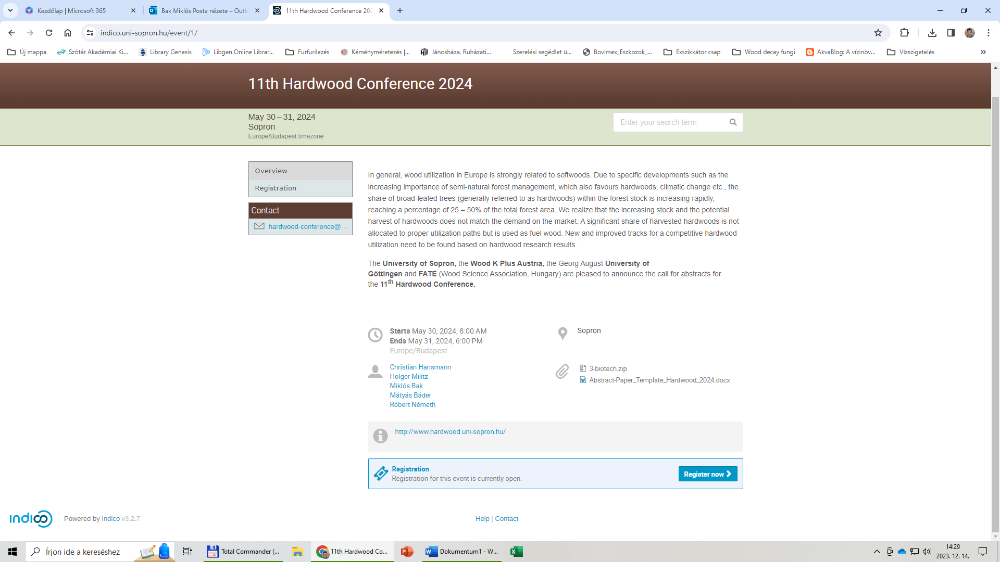 Kezdőlap | Microsoft 365
Bak Miklós Posta nézete – Outlo
11th Hardwood Conference 202
indico.uni-sopron.hu/event/1/
Új mappa
Szótár Akadémiai Ki...
Library Genesis
Libgen Online Librar...
Furfurilezés
Kéményméretezés |...
Jánosháza, Ruházati...
Szerelési segédlet ü...
Bovimex_Eszkozok_...
Exszikkátor csap
Wood decay fungi
AkvaBlog: A vízinöv...
Vízszigetelés
11th Hardwood Conference 2024
May 30 – 31, 2024
Sopron
Europe/Budapest timezone
Enter your search term
Overview
Registration
Contact
hardwood-conference@...
In general, wood utilization in Europe is strongly related to softwoods. Due to specific developments such as the
increasing importance of semi-natural forest management, which also favours hardwoods, climatic change etc., the
share of broad-leafed trees (generally referred to as hardwoods) within the forest stock is increasing rapidly,
reaching a percentage of 25 – 50% of the total forest area. We realize that the increasing stock and the potential
harvest of hardwoods does not match the demand on the market. A significant share of harvested hardwoods is not
allocated to proper utilization paths but is used as fuel wood. New and improved tracks for a competitive hardwood
utilization need to be found based on hardwood research results.
The University of Sopron, the Wood K Plus Austria, the Georg August University of
Göttingen and FATE (Wood Science Association, Hungary) are pleased to announce the call for abstracts for
the 11th Hardwood Conference.
Starts May 30, 2024, 8:00 AM
Ends May 31, 2024, 6:00 PM
Europe/Budapest
Sopron
Christian Hansmann
Holger Militz
Miklós Bak
Mátyás Báder
Róbert Németh
3-biotech.zip
Abstract-Paper_Template_Hardwood_2024.docx
http://www.hardwood.uni-sopron.hu/
Registration
Registration for this event is currently open.
Register now
indico
Powered by Indico v3.2.7
Help | Contact
Írjon ide a kereséshez
Total Commander (...
11th Hardwood Co...
Dokumentum1 - W...
14:29
2023. 12. 14.